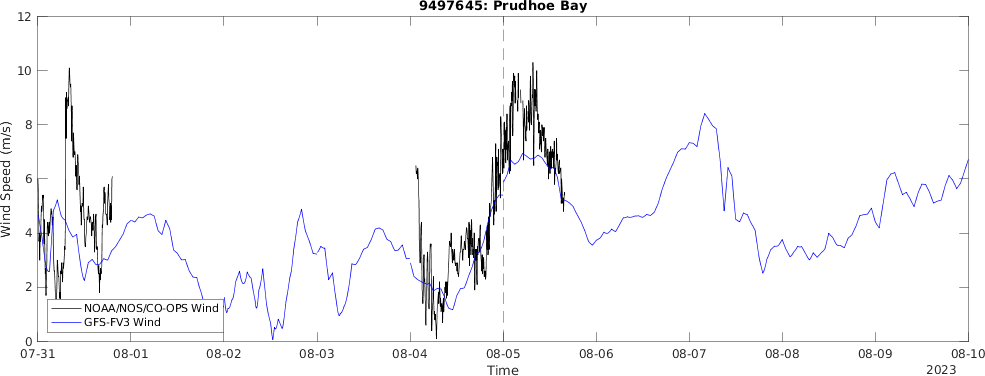 9497645: Prudhoe Bay
Wind Speed (m/s)
12
10
8
6
4
2
0
NOAA/NOS/CO-OPS Wind
GFS-FV3 Wind
07-31 08-01 08-02 08-03 08-04 08-05 08-06 08-07 08-08 08-09 08-10
Time
2023